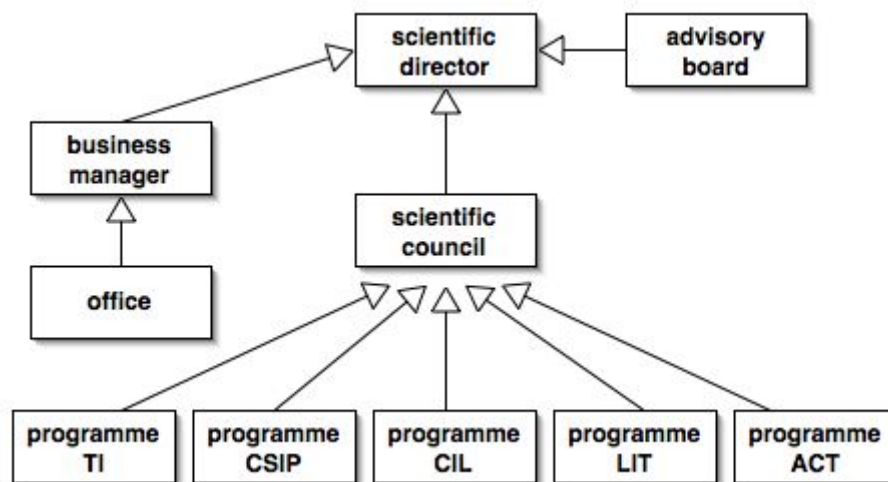 scientific
director
advisory
board
business
manager
scientific
council
office
programme
TI
programme
CSIP
programme
CIL
programme
LIT
programme
ACT